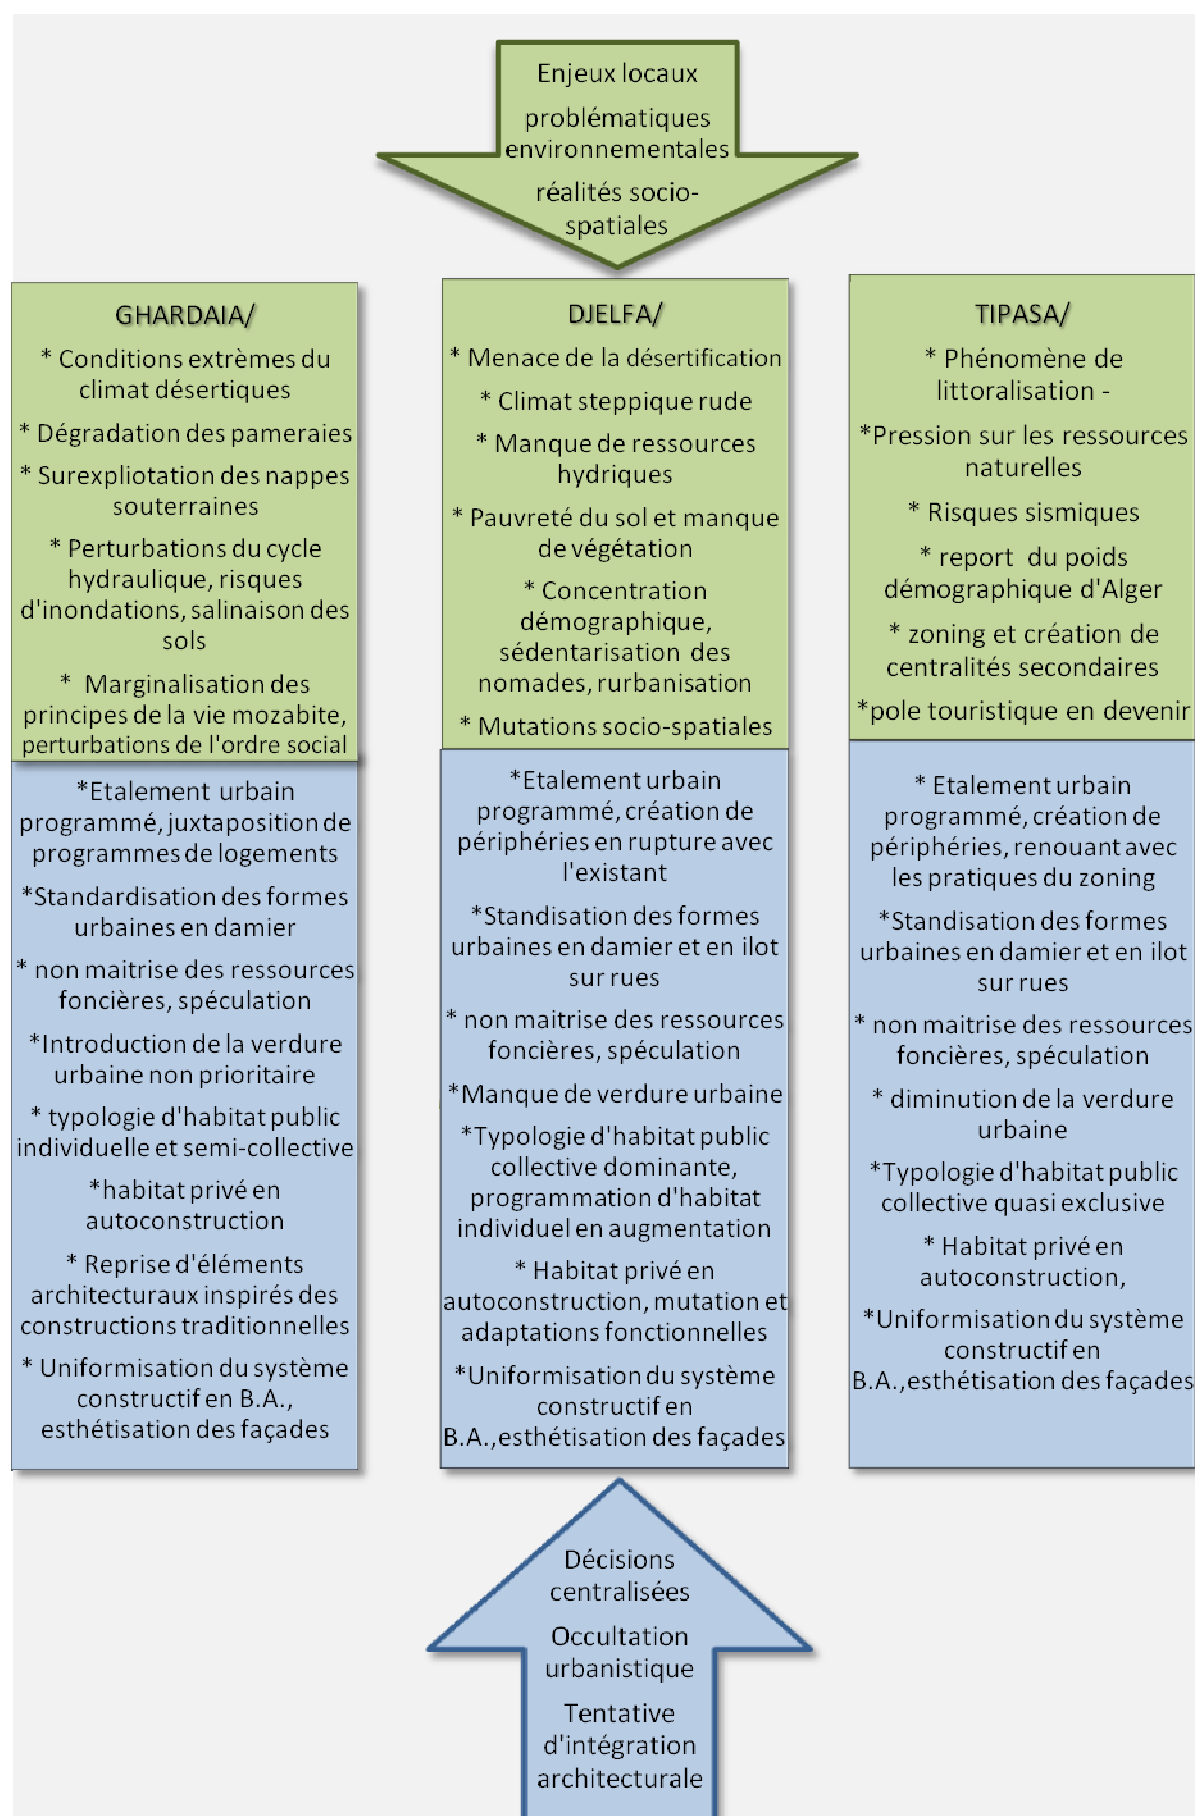 Enjeux locaux
problématiques
environnementales
réalités socio-
spatiales
GHARDAIA/
* Conditions extrèmes du
climat désertiques
* Dégradation des pameraies
* Surexpliotation des nappes
souterraines
* Perturbations du cycle
hydraulique, risques
d'inondations, salinaison des
sols
* Marginalisation des
principes de la vie mozabite,
perturbations de l'ordre social
*Etalement urbain
programmé, juxtaposition de
programmes de logements
*Standardisation des formes
urbaines en damier
* non maitrise des ressources
foncières, spéculation
*Introduction de la verdure
urbaine non prioritaire
* typologie d'habitat public
individuelle et semi-collective
*habitat privé en
autoconstruction
* Reprise d'éléments
architecturaux inspirés des
constructions traditionnelles
* Uniformisation du système
constructif en B.A.,
esthétisation des façades
DJELFA/
* Menace de la désertification
* Climat steppique rude
* Manque de ressources
hydriques
* Pauvreté du sol et manque
de végétation
* Concentration
démographique,
sédentarisation des
nomades, rurbanisation
* Mutations socio-spatiales
*Etalement urbain
programmé, création de
périphéries en rupture avec
l'existant
*Standisation des formes
urbaines en damier et en ilot
sur rues
* non maitrise des ressources
foncières, spéculation
*Manque de verdure urbaine
*Typologie d'habitat public
collective dominante,
programmation d'habitat
individuel en augmentation
* Habitat privé en
autoconstruction, mutation et
adaptations fonctionnelles
*Uniformisation du système
constructif en
B.A.,esthétisation des façades
TIPASA/
* Phénomène de
littoralisation -
*Pression sur les ressources
naturelles
* Risques sismiques
* report du poids
démographique d'Alger
* zoning et création de
centralités secondaires
*pole touristique en devenir
* Etalement urbain
programmé, création de
périphéries, renouant avec
les pratiques du zoning
*Standisation des formes
urbaines en damier et en ilot
sur rues
* non maitrise des ressources
foncières, spéculation
* diminution de la verdure
urbaine
*Typologie d'habitat public
collective quasi exclusive
* Habitat privé en
autoconstruction,
*Uniformisation du système
constructif en
B.A.,esthétisation des façades
Décisions
centralisées
Occultation
urbanistique
Tentative
d'intégration
architecturale